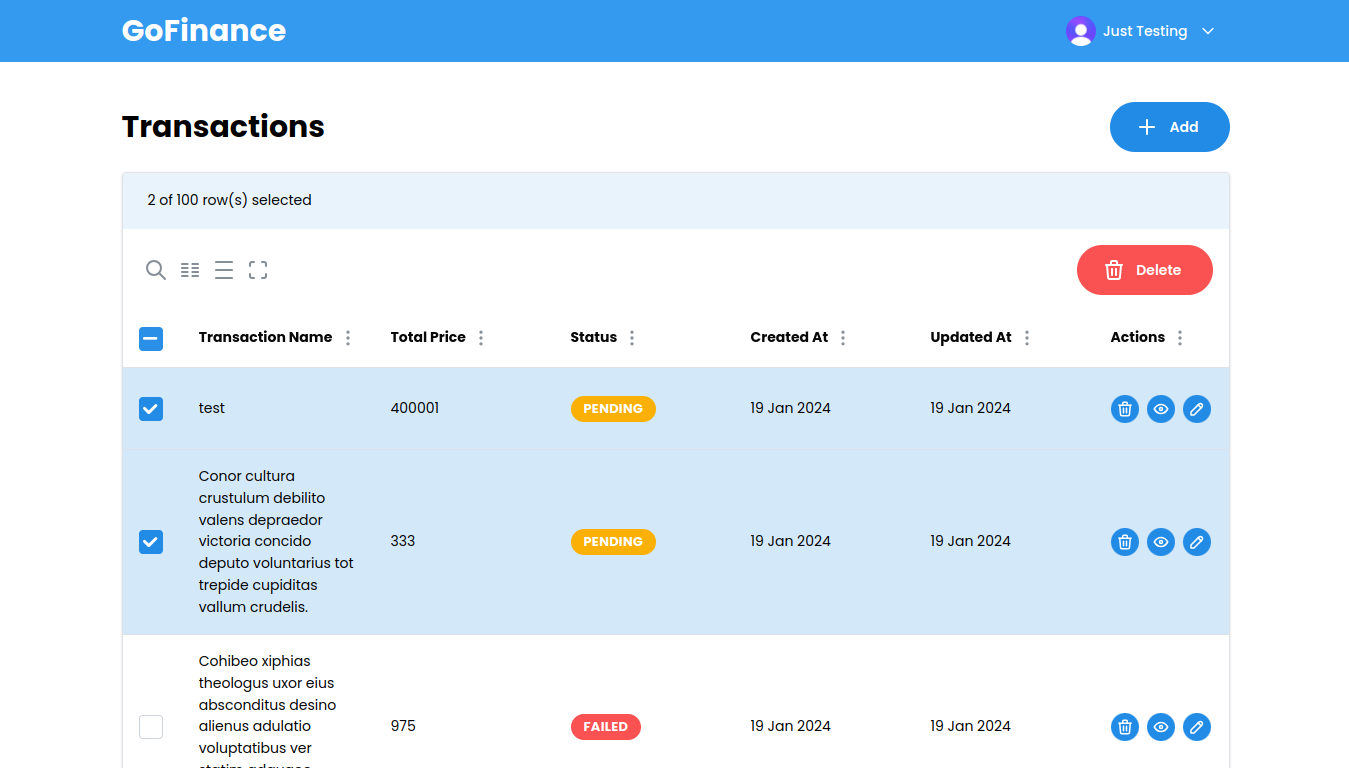 GoFinance
Just Testing
Transactions
Add
2 of 100 row(s) selected
Delete
Transaction Name Total Price Status Created At Updated At Actions
test 400001 PENDING 19 Jan 2024 19 Jan 2024
Conor cultura
crustulum debilito
valens depraedor
victoria concido
deputo voluntarius tot
trepide cupiditas
vallum crudelis.
333 PENDING 19 Jan 2024 19 Jan 2024
Cohibeo xiphias
theologus uxor eius
absconditus desino
alienus adulatio
voluptatibus ver
975 FAILED 19 Jan 2024 19 Jan 2024